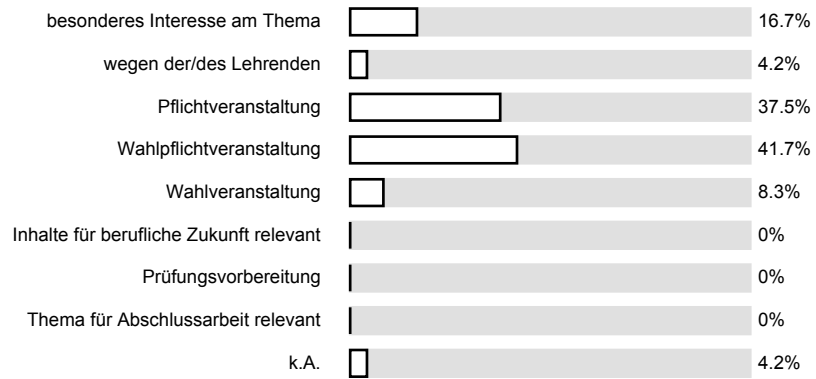 besonderes Interesse am Thema 16.7%
wegen der/des Lehrenden 4.2%
Pflichtveranstaltung 37.5%
Wahlpflichtveranstaltung 41.7%
Wahlveranstaltung 8.3%
Inhalte für berufliche Zukunft relevant 0%
Prüfungsvorbereitung 0%
Thema für Abschlussarbeit relevant 0%
k.A. 4.2%